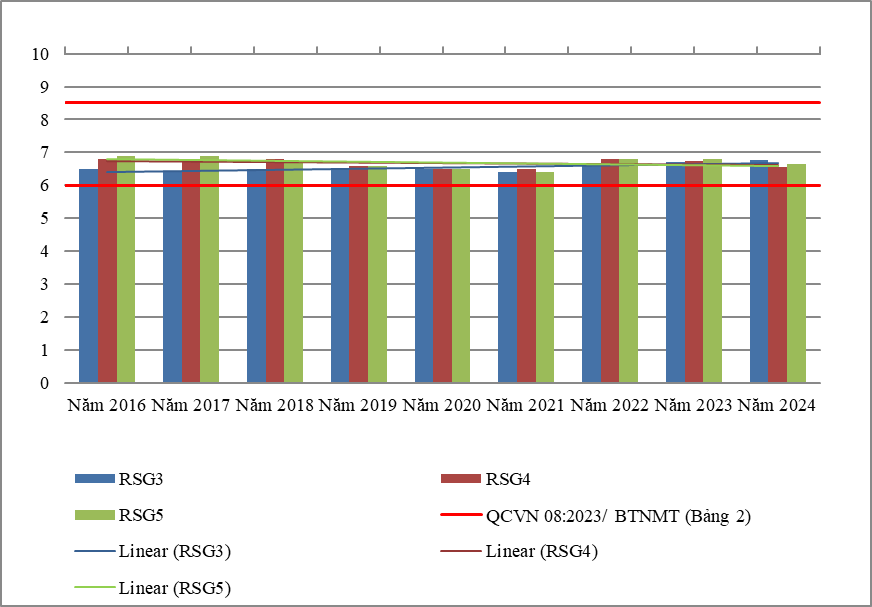 10
9
8
7
6
5
4
3
2
1
0
Năm 2016 Năm 2017 Năm 2018 Năm 2019 Năm 2020 Năm 2021 Năm 2022 Năm 2023 Năm 2024
RSG3 RSG4
RSG5 QCVN 08:2023/ BTNMT (Bảng 2)
Linear (RSG3) Linear (RSG4)
Linear (RSG5)